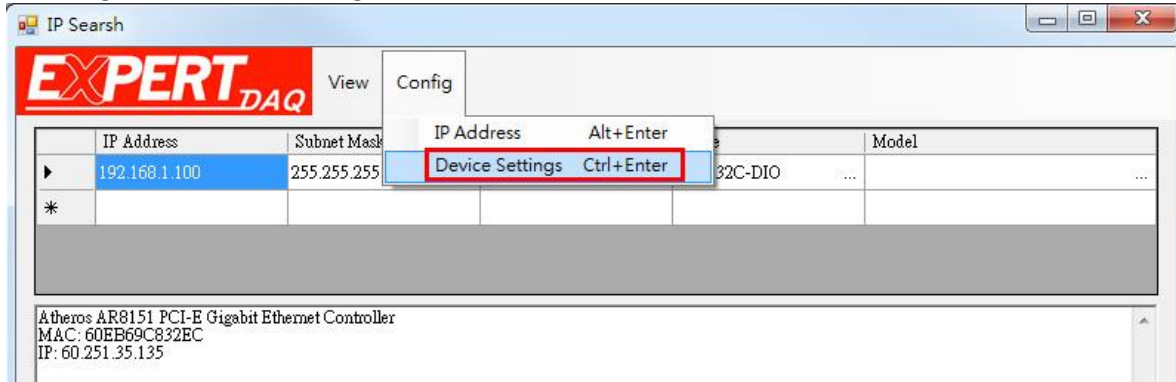 IP Searsh
EXPERT DAQ View Config
IP Address Alt+Enter
Device Settings Ctrl+Enter
IP Address Subnet Mask Model
192.168.1.100 255.255.255 32C-DIO ... ...
Atheros AR8151 PCI-E Gigabit Ethernet Controller
MAC: 60EB69C832EC
IP: 60.251.35.135